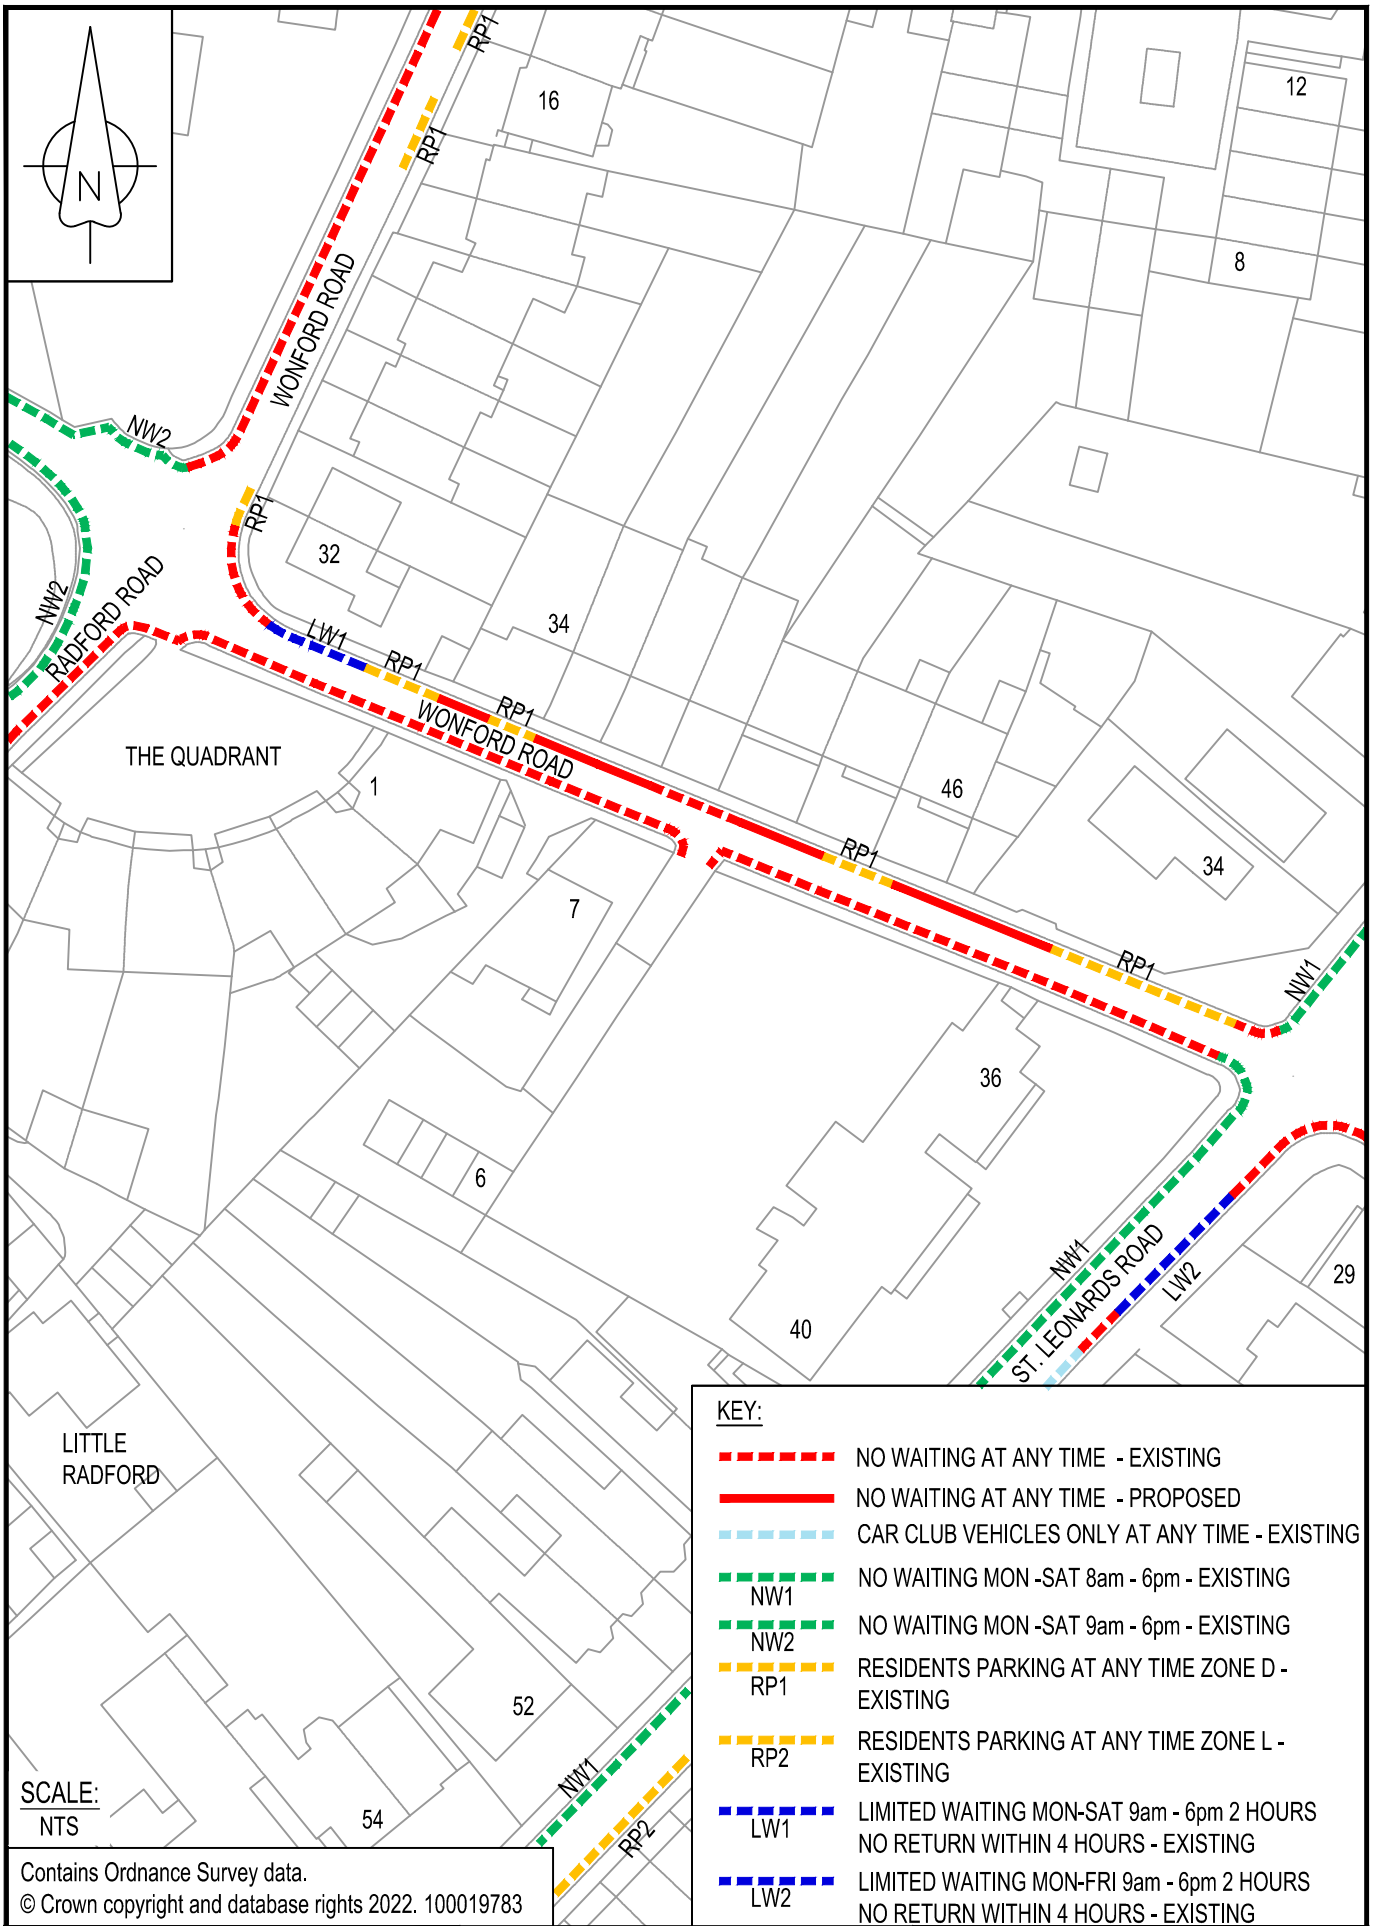 RP1
16
12
RP1
N
WONFORD ROAD
8
NW2
RP1
32
NW2
RADFORD ROAD
34
LW1
RP1
RP1
WONFORD ROAD
THE QUADRANT
1
46
RP1
34
7
RP1
NW1
36
6
NW1
ST. LEONARDS ROAD
LW2
29
40
LITTLE
RADFORD
52
NW1
RP2
54
SCALE:
NTS
Contains Ordnance Survey data.
© Crown copyright and database rights 2022. 100019783
KEY:
NO WAITING AT ANY TIME - EXISTING
NO WAITING AT ANY TIME - PROPOSED
CAR CLUB VEHICLES ONLY AT ANY TIME - EXISTING
NO WAITING MON -SAT 8am - 6pm - EXISTING
NW1
NO WAITING MON -SAT 9am - 6pm - EXISTING
NW2
RESIDENTS PARKING AT ANY TIME ZONE D -
RP1
EXISTING
RESIDENTS PARKING AT ANY TIME ZONE L -
RP2
EXISTING
LIMITED WAITING MON-SAT 9am - 6pm 2 HOURS
LW1
NO RETURN WITHIN 4 HOURS - EXISTING
LIMITED WAITING MON-FRI 9am - 6pm 2 HOURS
LW2
NO RETURN WITHIN 4 HOURS - EXISTING